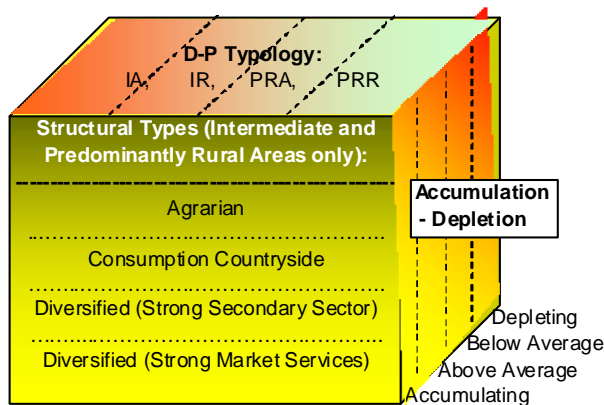 D-P Typology:
IA, IR, PRA, PRR
Structural Types (Intermediate and
Predominantly Rural Areas only):
Agrarian
Consumption Countryside
Diversified (Strong Secondary Sector)
Diversified (Strong Market Services)
Accumulation
- Depletion
Depleting
Below Average
Above Average
Accumulating